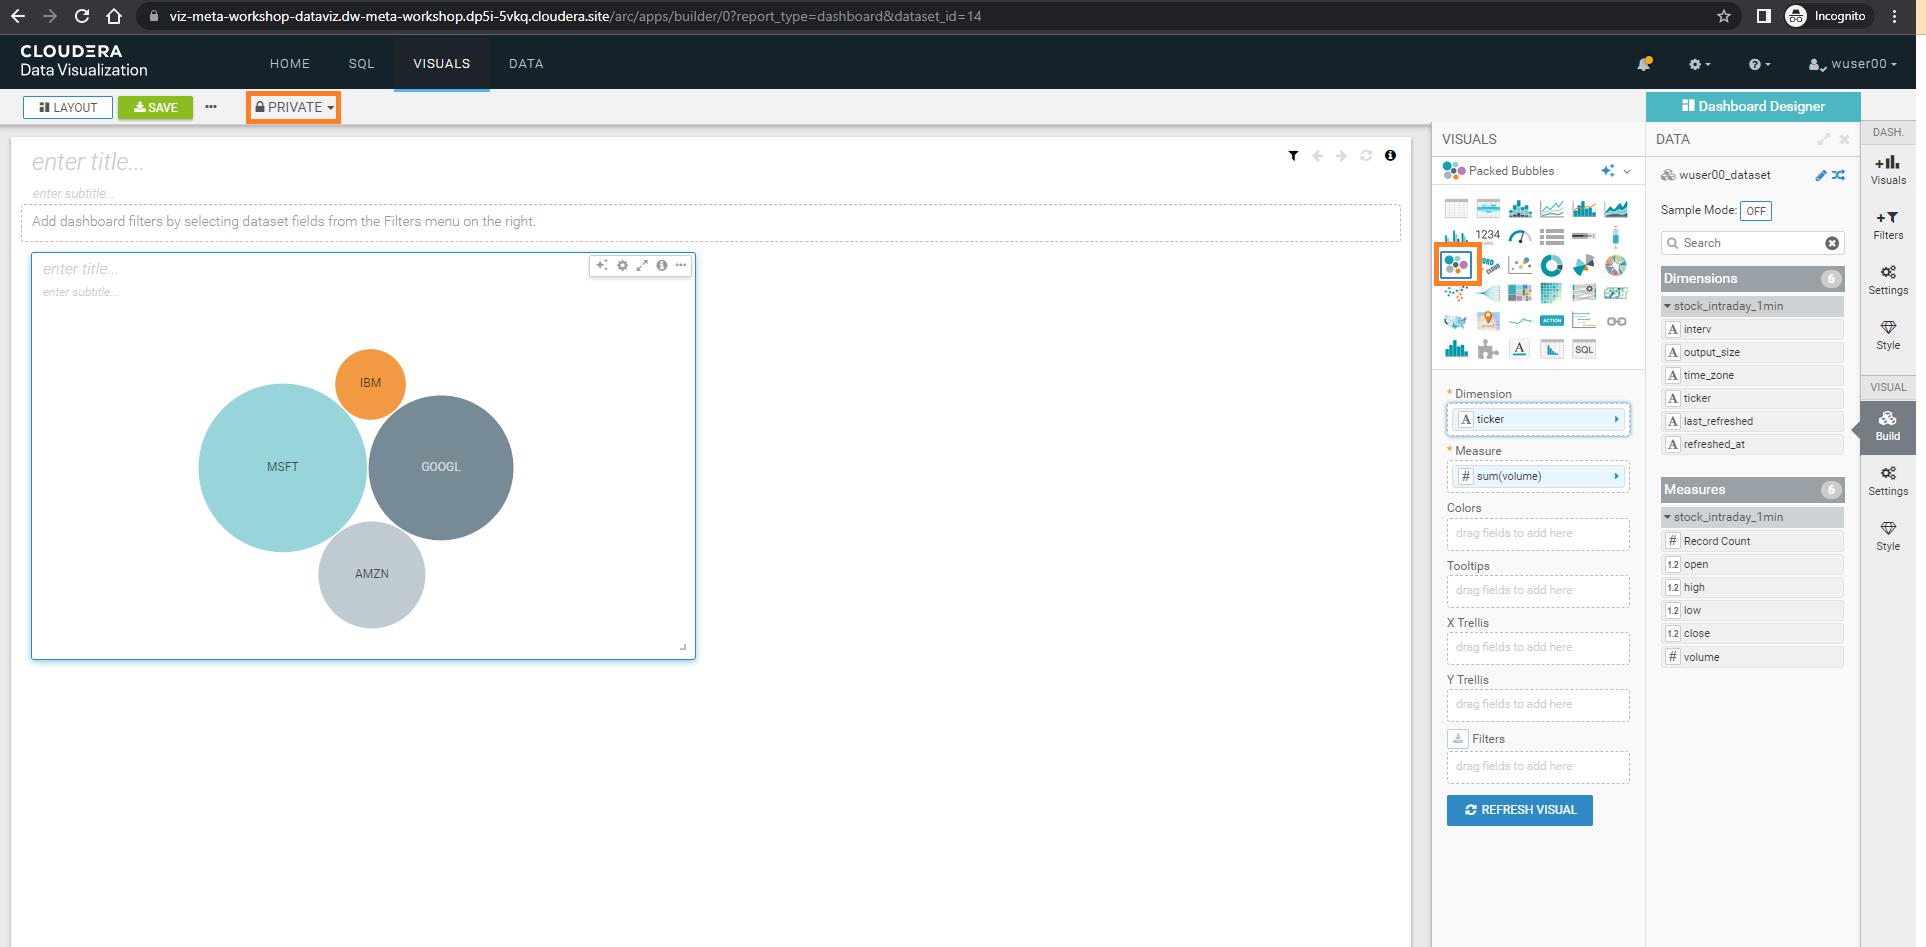 viz-meta-workshop-dataviz.dw-meta-workshop.dp5i-5vkq.cloudera.site/arc/apps/builder/0?report_type=dashboard&dataset_id=14
Incognito
CLOUDERA
Data Visualization
HOME
SQL
VISUALS
DATA
wuser00
LAYOUT
SAVE
PRIVATE
Dashboard Designer
enter title...
enter subtitle...
Add dashboard filters by selecting dataset fields from the Filters menu on the right.
enter title...
enter subtitle...
IBM
MSFT
GOOGL
AMZN
VISUALS
Packed Bubbles
1234
ACTION
A
SQL
* Dimension
A ticker
* Measure
# sum(volume)
Colors
drag fields to add here
Tooltips
drag fields to add here
X Trellis
drag fields to add here
Y Trellis
drag fields to add here
Filters
drag fields to add here
REFRESH VISUAL
DATA
wuser00_dataset
Sample Mode: OFF
Search
Dimensions 6
stock_intraday_1min
A interv
A output_size
A time_zone
A ticker
A last_refreshed
A refreshed_at
Measures 6
stock_intraday_1min
# Record Count
1.2 open
1.2 high
1.2 low
1.2 close
# volume
DASH.
Visuals
Filters
Settings
Style
VISUAL
Build
Settings
Style